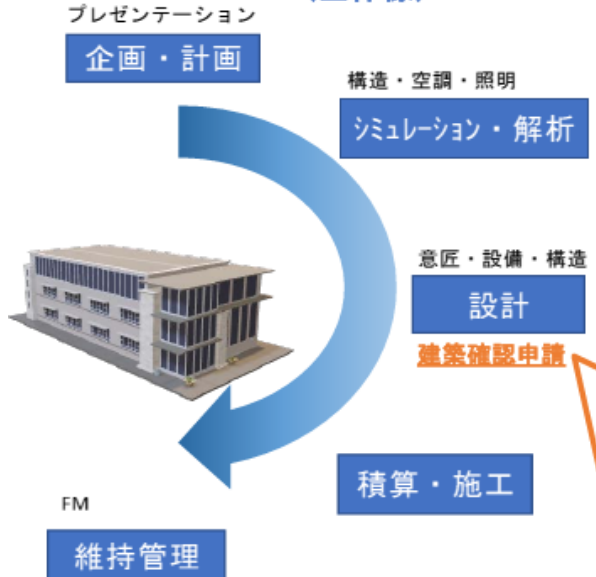 プレゼンテーション
企画・計画
構造・空調・照明
シミュレーション・解析
意匠・設備・構造
設計
建築確認申請
積算・施工
FM
維持管理